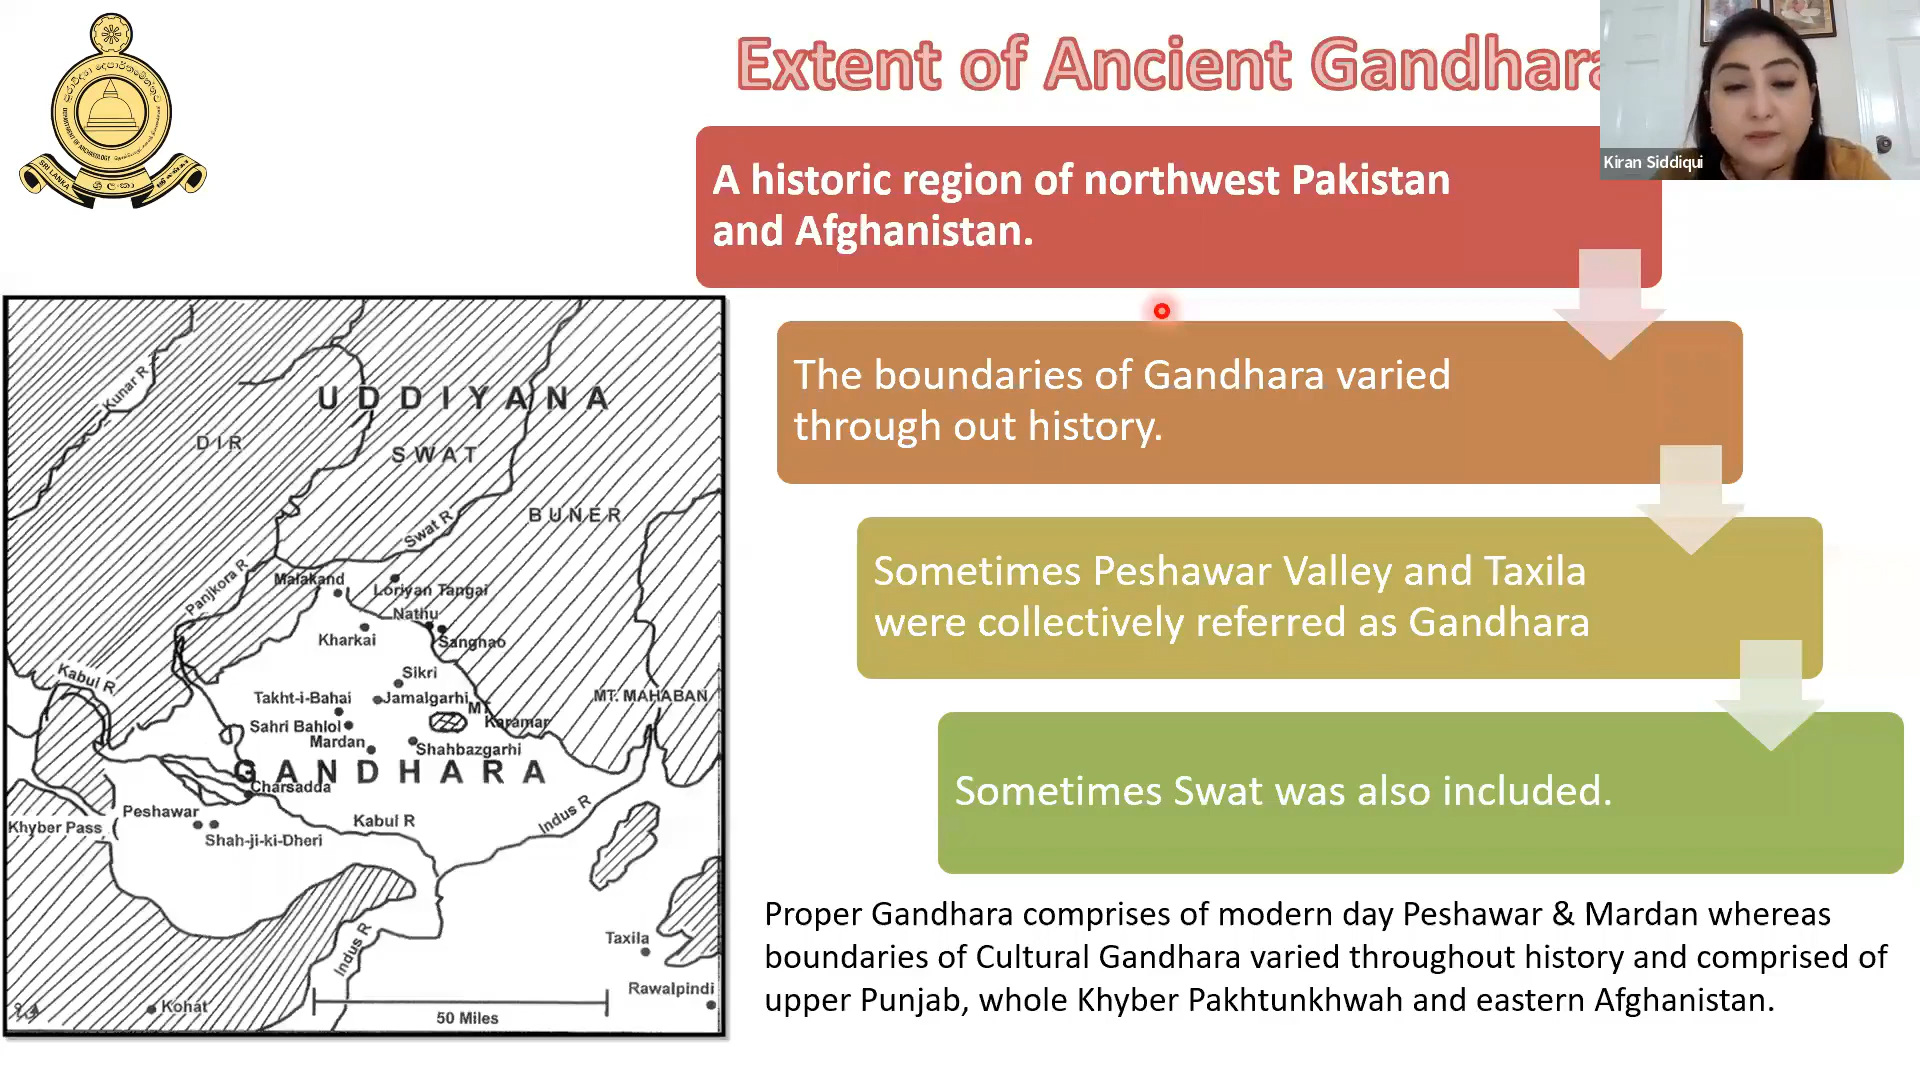 Extent of Ancient Gandhara
Kiran Siddiqui
A historic region of northwest Pakistan
and Afghanistan.
The boundaries of Gandhara varied
through out history.
Sometimes Peshawar Valley and Taxila
were collectively referred as Gandhara
Sometimes Swat was also included.
Proper Gandhara comprises of modern day Peshawar & Mardan whereas
boundaries of Cultural Gandhara varied throughout history and comprised of
upper Punjab, whole Khyber Pakhtunkhwah and eastern Afghanistan.
DEPARTMENT OF ARCHAEOLOGY
SRI LANKA
ශ්‍රී ලංකා
Kunar R
UDDIYANA
DIR
SWAT
BUNER
Swat R
Panjkora R
Malakand
Loriyan Tangai
Nathu
Kharkai
Sanghao
Kabul R
Sikri
Takht-i-Bahai
Jamalgarhi
MT. MAHABAN
MT
Karamar
Sahri Bahlol
Mardan
Shahbazgarhi
GANDHARA
Charsadda
Peshawar
Kabul R
Indus R
Khyber Pass
Shah-ji-ki-Dheri
Indus R
Taxila
Rawalpindi
Kohat
50 Miles